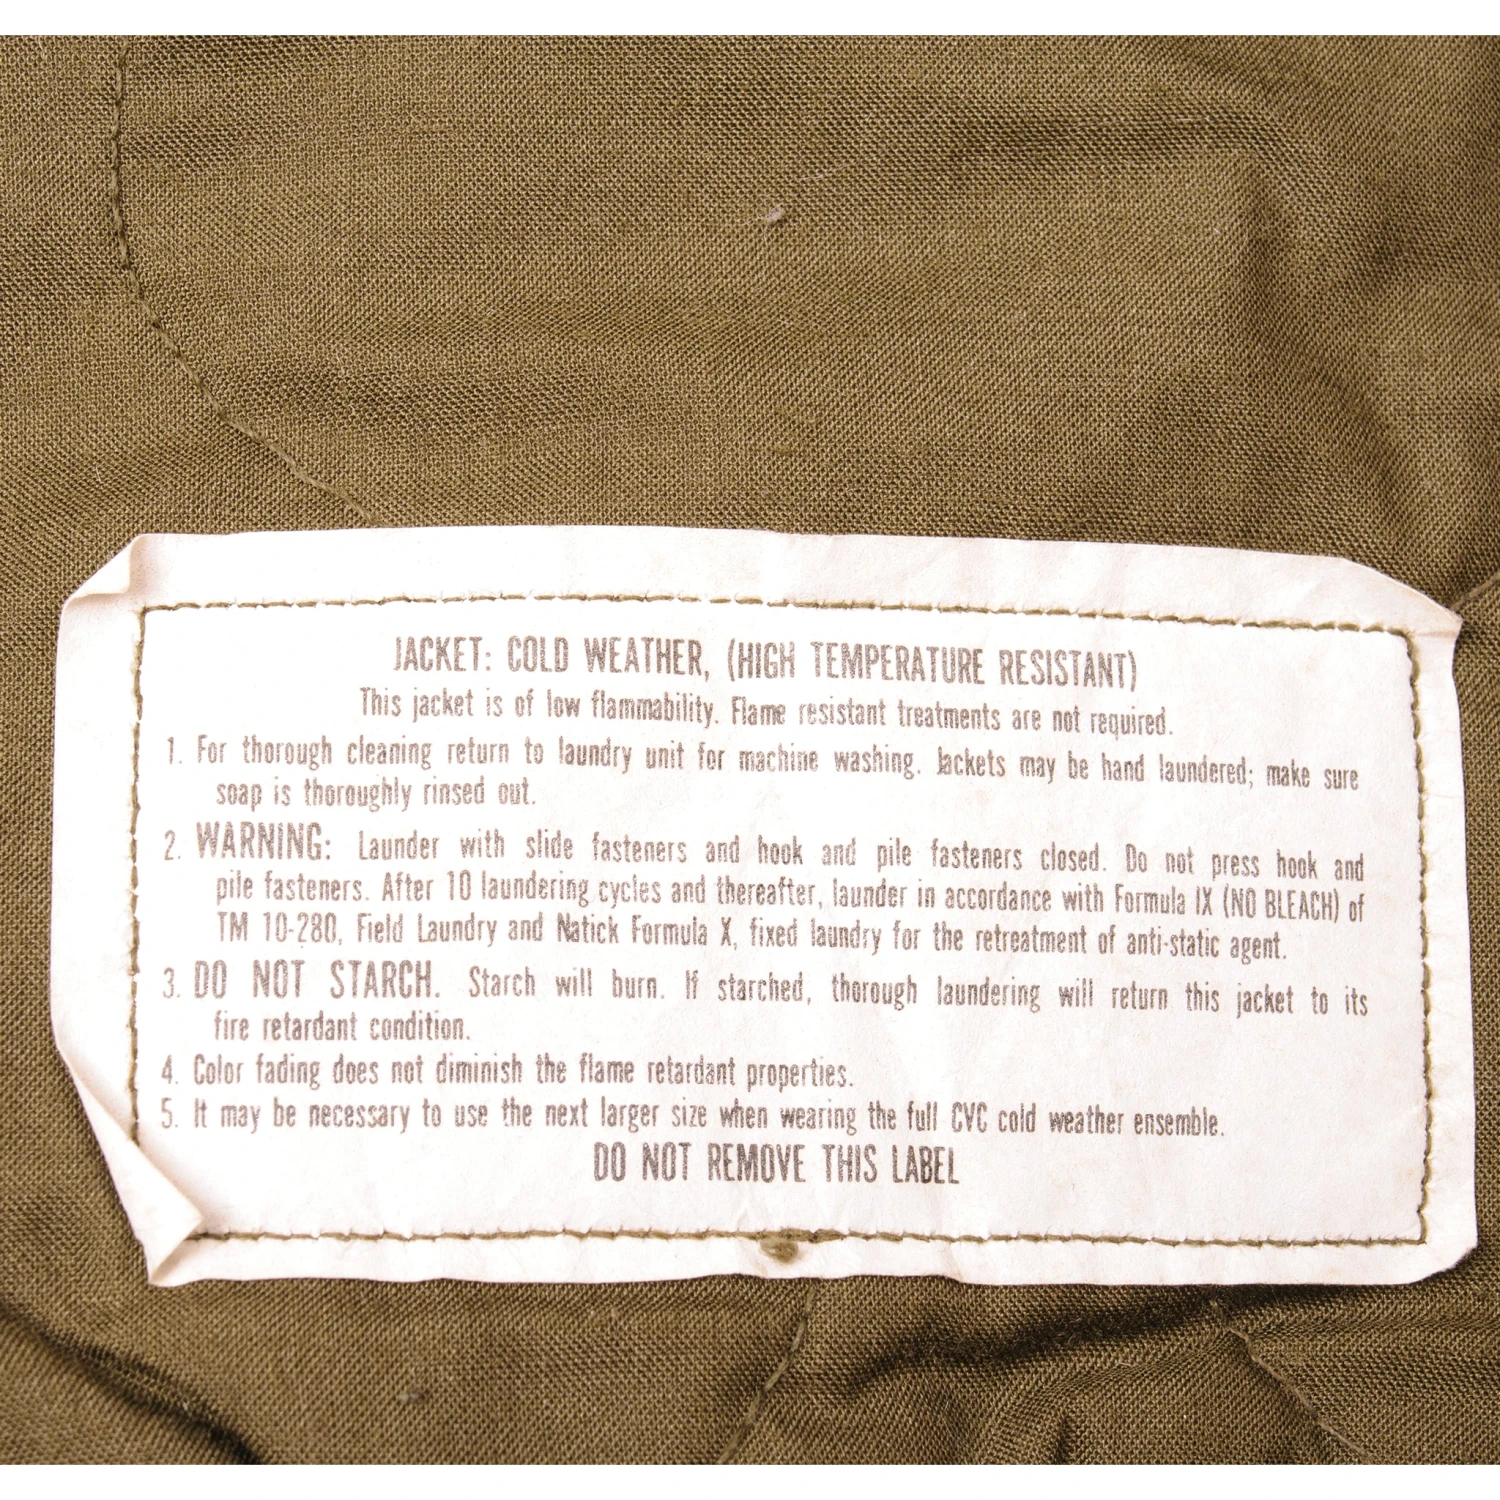 JACKET: COLD WEATHER, (HIGH TEMPERATURE RESISTANT)
This jacket is of low flammability. Flame resistant treatments are not required.
1. For thorough cleaning return to laundry unit for machine washing. Jackets may be hand laundered; make sure
soap is thoroughly rinsed out.
2. WARNING: Launder with slide fasteners and hook and pile fasteners closed. Do not press hook and
pile fasteners. After 10 laundering cycles and thereafter, launder in accordance with Formula IX (NO BLEACH) of
TM 10-280, Field Laundry and Natick Formula X, fixed laundry for the retreatment of anti-static agent.
3. DO NOT STARCH. Starch will burn. If starched, thorough laundering will return this jacket to its
fire retardant condition.
4. Color fading does not diminish the flame retardant properties.
5. It may be necessary to use the next larger size when wearing the full CVC cold weather ensemble.
DO NOT REMOVE THIS LABEL